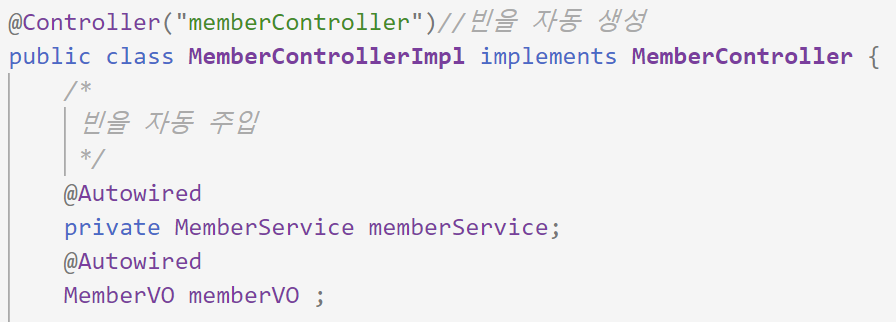 @Controller("memberController")//빈을 자동 생성
public class MemberControllerImpl implements MemberController {
/*
빈을 자동 주입
*/
@Autowired
private MemberService memberService;
@Autowired
MemberVO memberVO ;